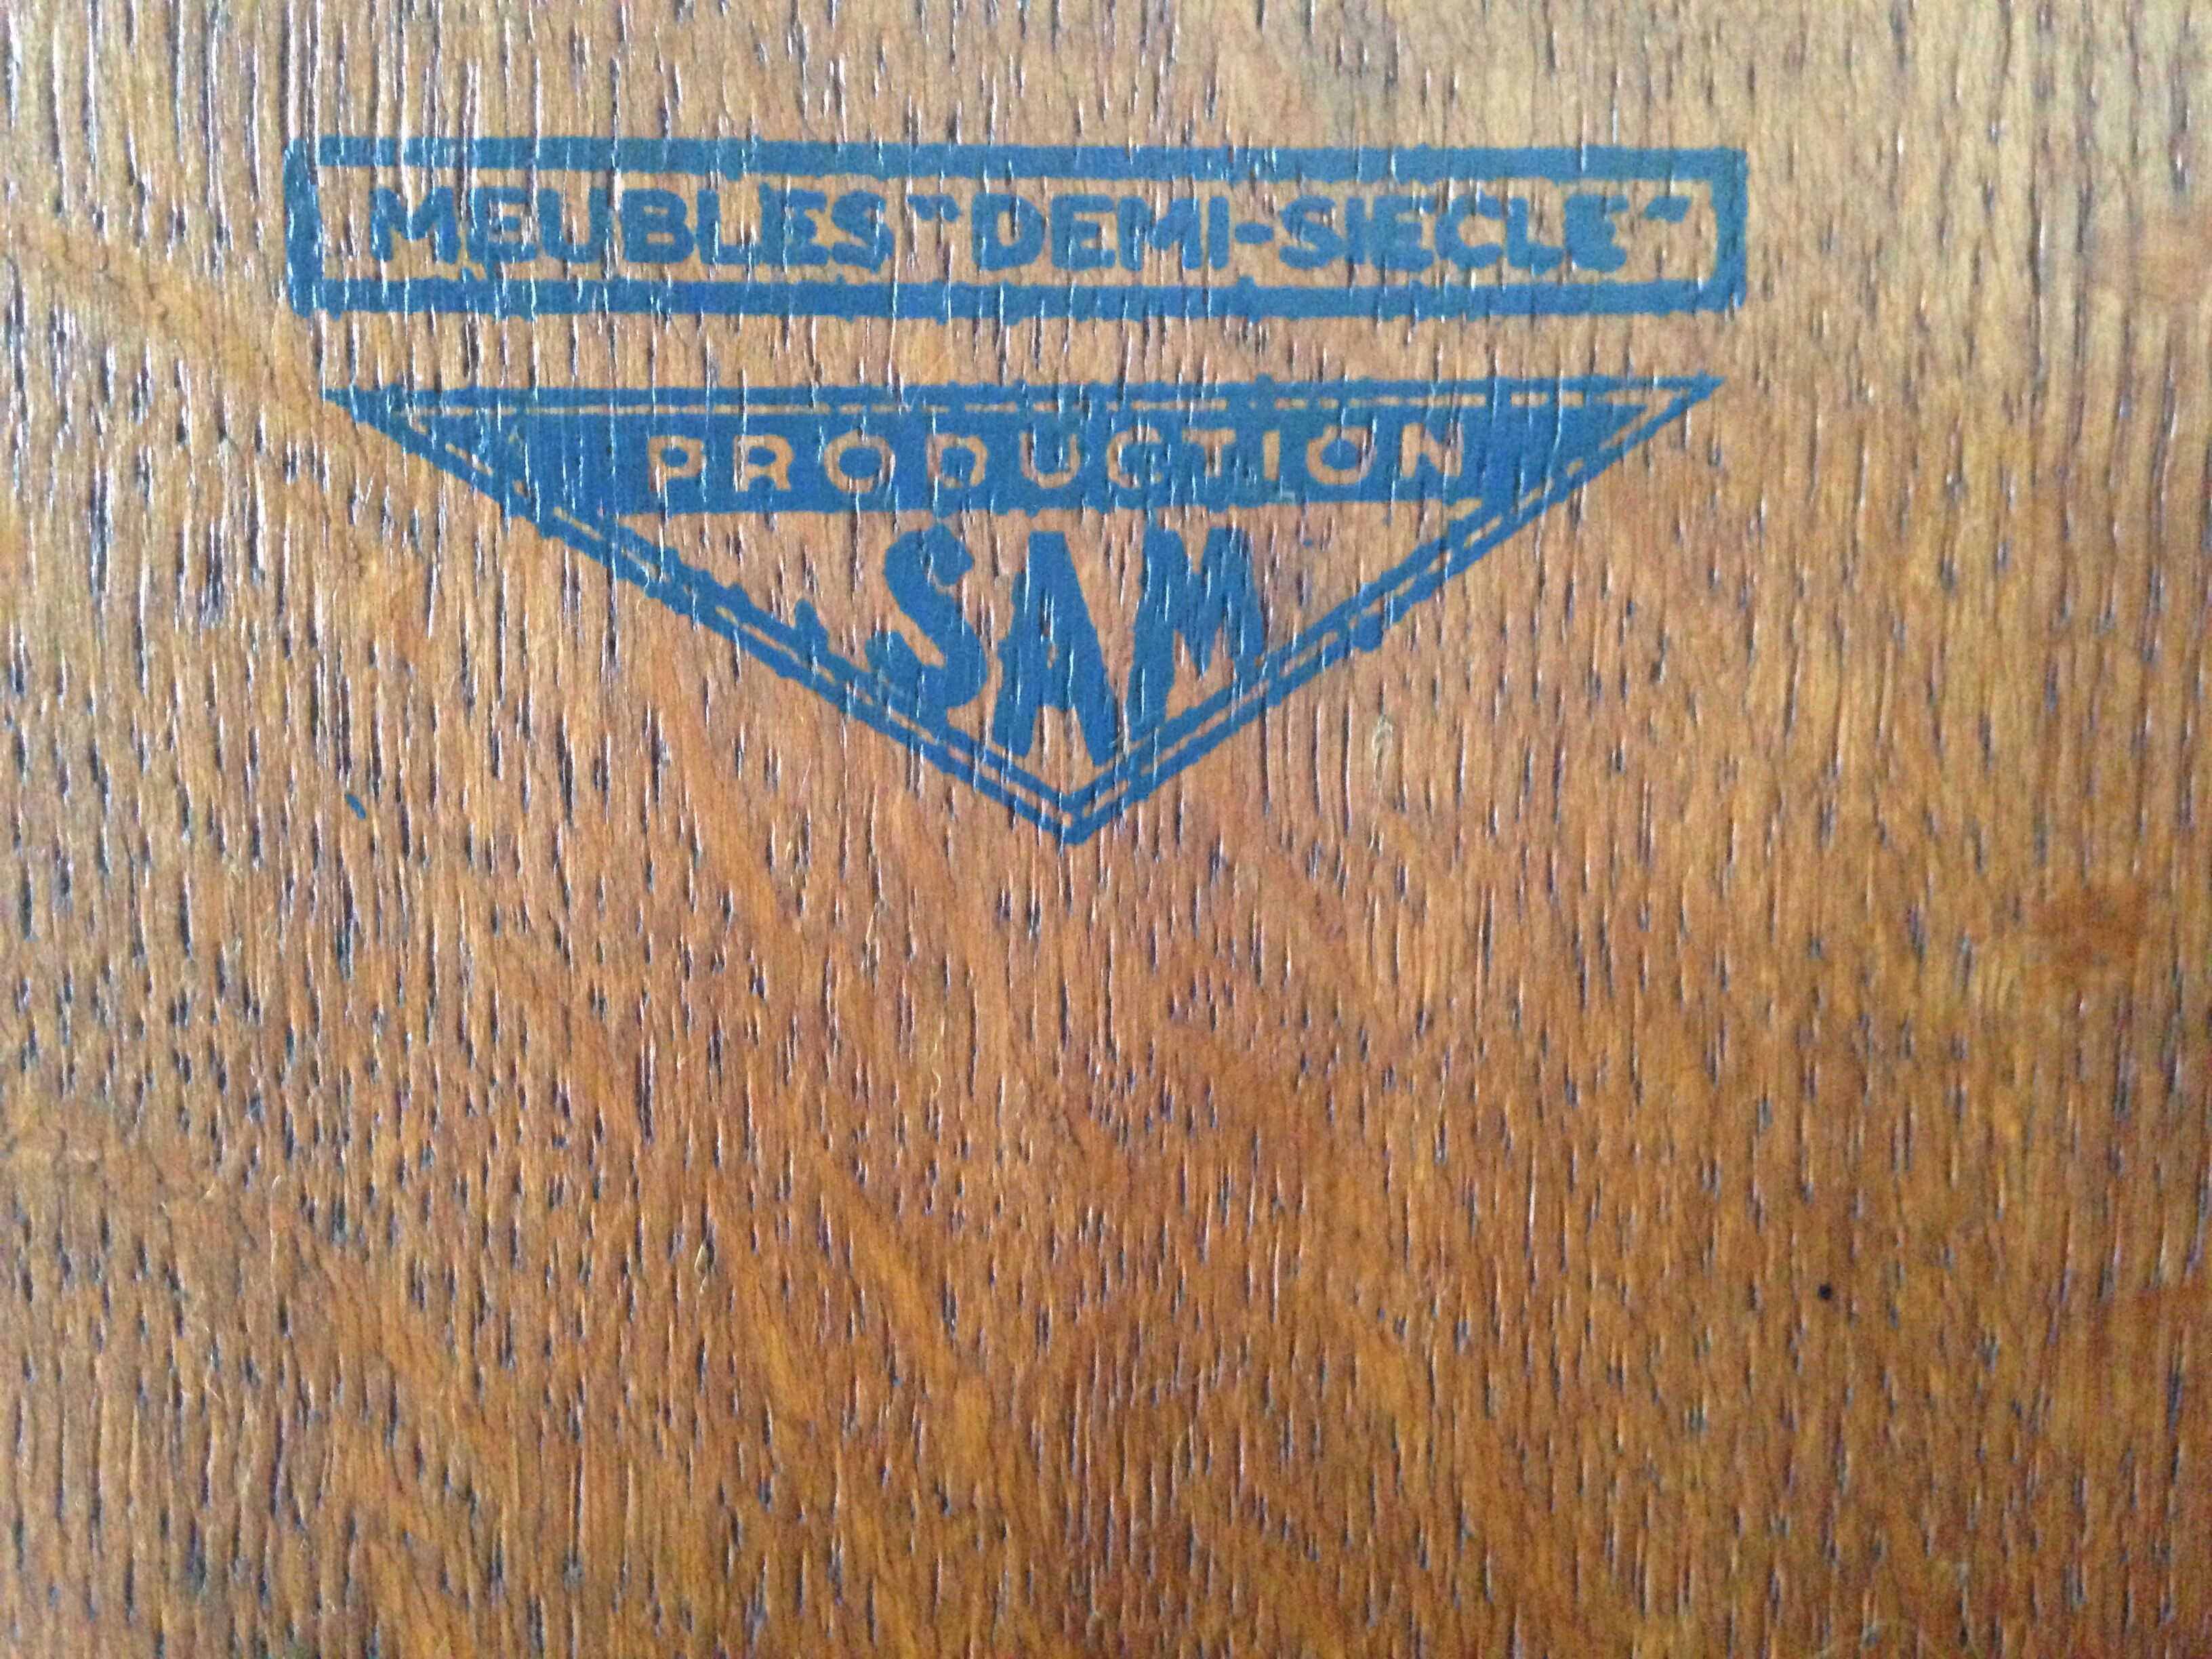 MEUBLES "DEMI-SIECLE"
PRODUCTION
SAM